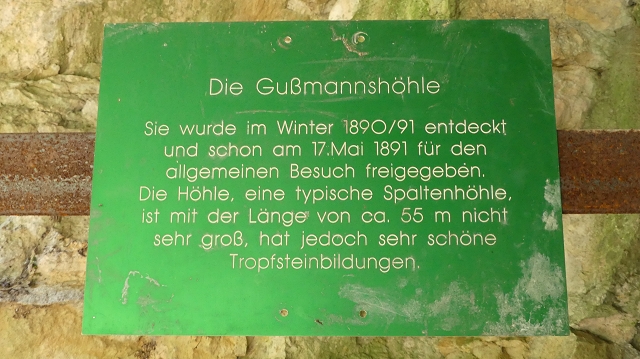 Die Gußmannshöhle
Sie wurde im Winter 1890/91 entdeckt
und schon am 17.Mai 1891 für den
allgemeinen Besuch freigegeben.
Die Höhle, eine typische Spaltenhöhle,
ist mit der Länge von ca. 55 m nicht
sehr groß, hat jedoch sehr schöne
Tropfsteinbildungen.